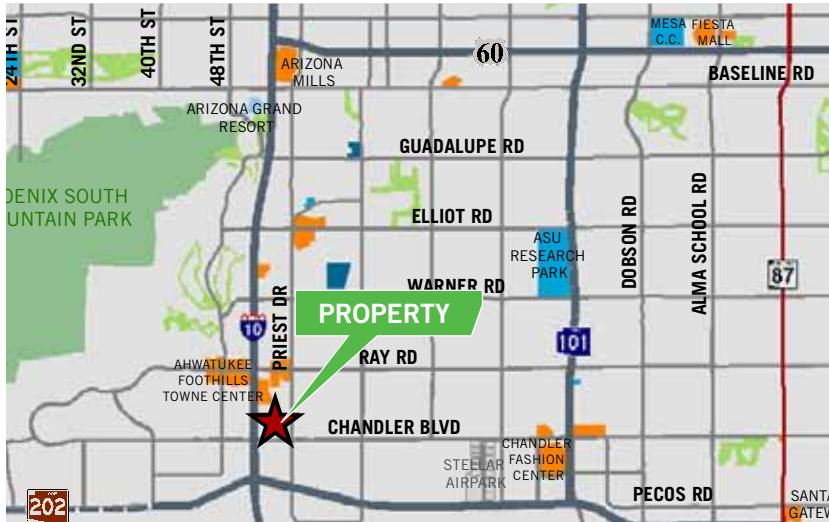 24TH ST
32ND ST
40TH ST
48TH ST
ARIZONA
MILLS
60
MESA
C.C.
FIESTA
MALL
BASELINE RD
ARIZONA GRAND
RESORT
GUADALUPE RD
OENIX SOUTH
UNTAIN PARK
ELLIOT RD
ASU
RESEARCH
PARK
DOBSON RD
ALMA SCHOOL RD
87
WARNER RD
PRIEST DR
PROPERTY
10
101
RAY RD
AHWATUKEE
FOOTHILLS
TOWNE CENTER
CHANDLER BLVD
STELLAR
AIRPARK
CHANDLER
FASHION
CENTER
PECOS RD
202
SANTA
GATEW